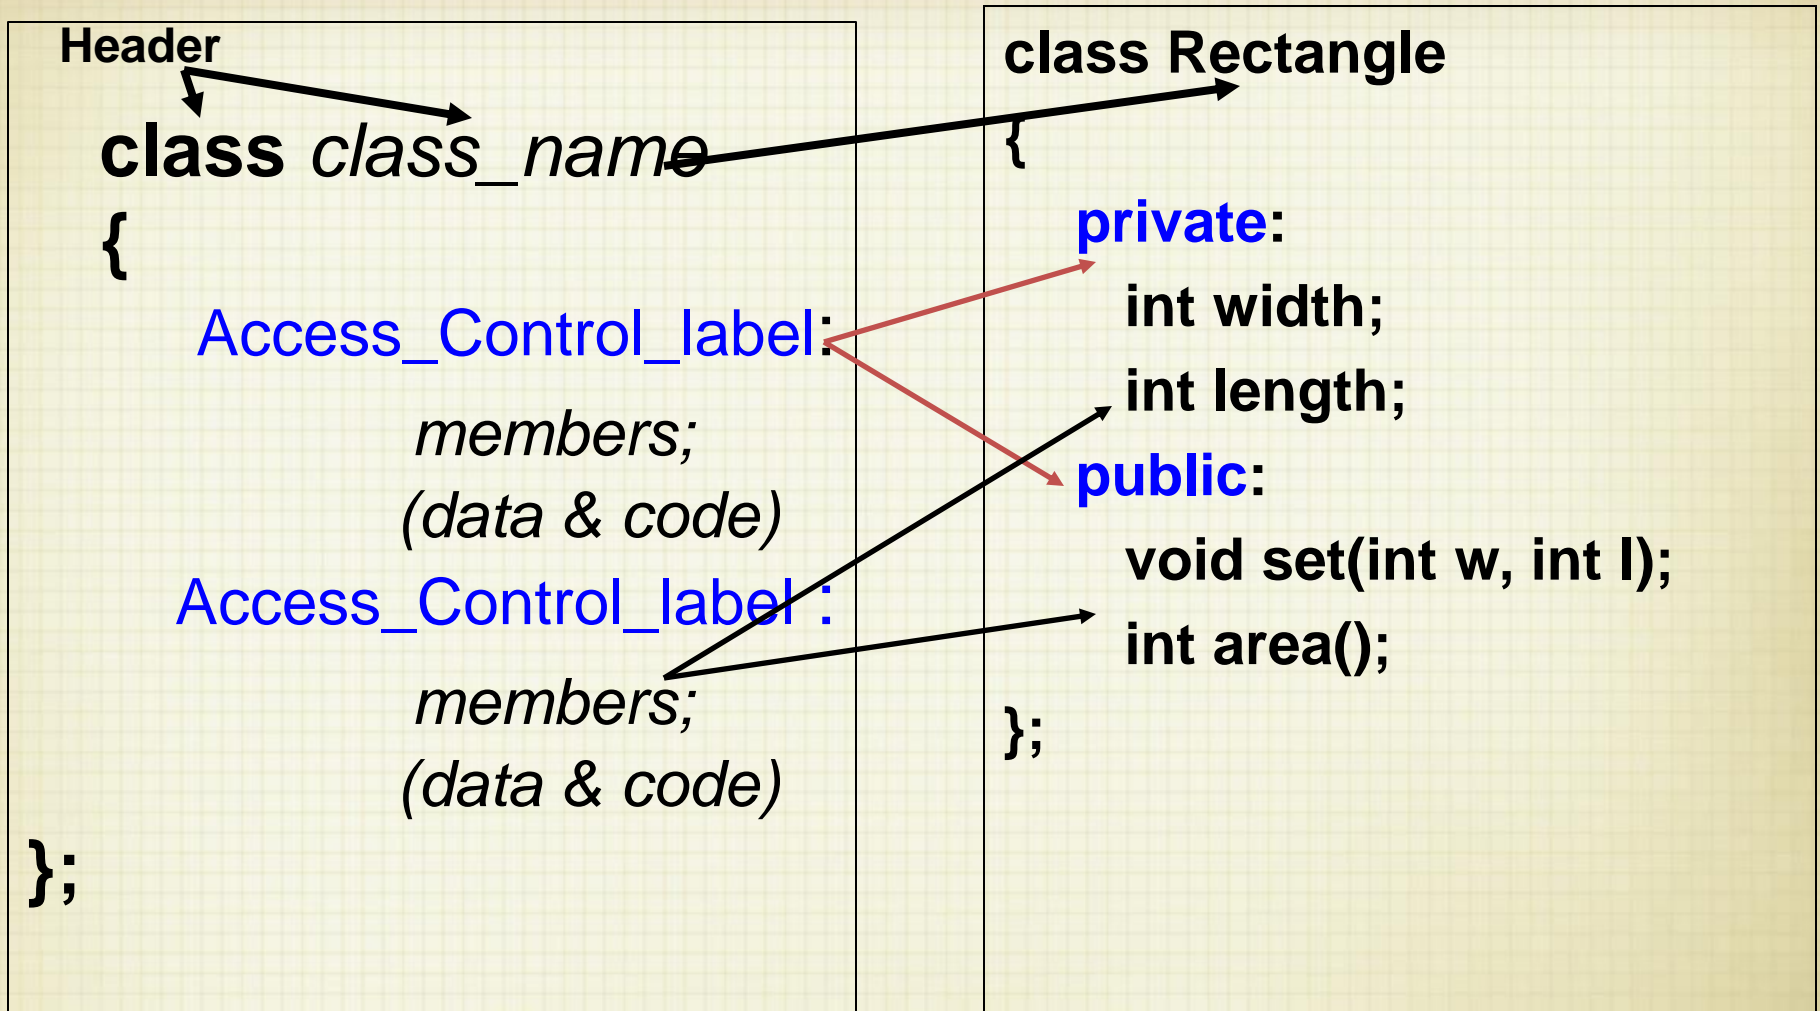 Header
class class_name
{
Access_Control_label:
members;
(data & code)
Access_Control_label :
members;
(data & code)
};
class Rectangle
{
private:
int width;
int length;
public:
void set(int w, int l);
int area();
};